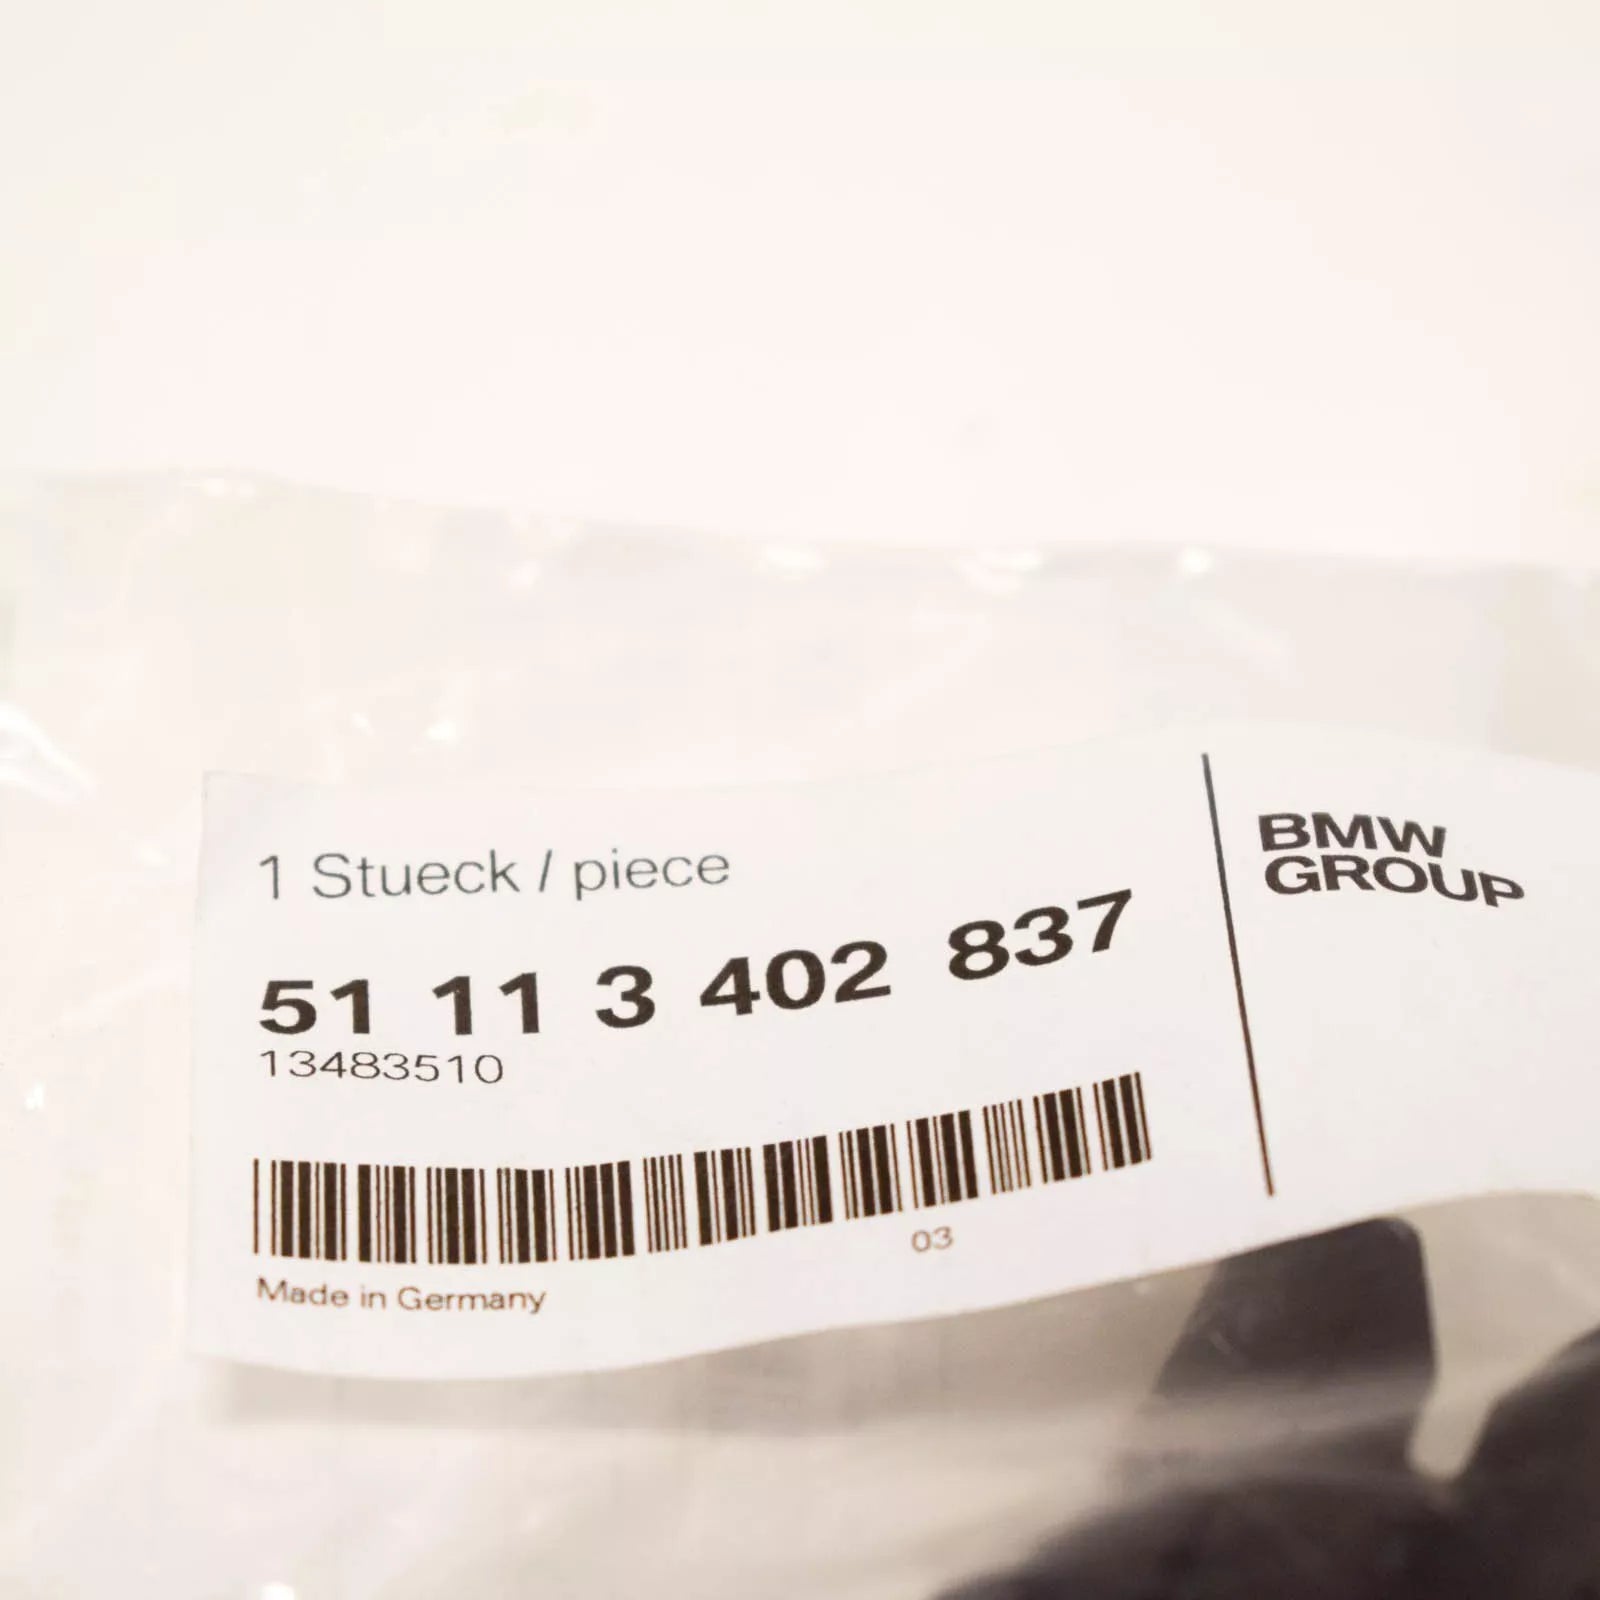 1 Stueck / piece
51 11 3 402 837
13483510
03
Made in Germany
BMW
GROUP